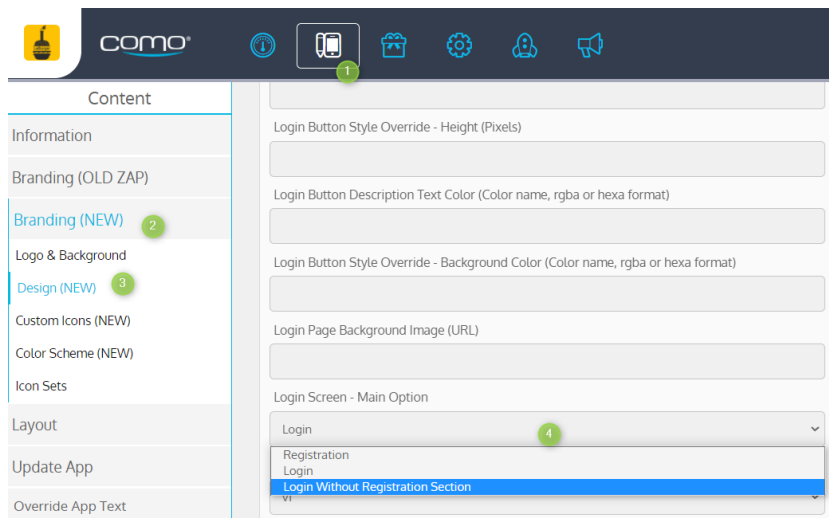 como
1
Content
Information
Branding (OLD ZAP)
Branding (NEW)
2
Logo & Background
Design (NEW)
3
Custom Icons (NEW)
Color Scheme (NEW)
Icon Sets
Layout
Update App
Override App Text
Login Button Style Override - Height (Pixels)
Login Button Description Text Color (Color name, rgba or hexa format)
Login Button Style Override - Background Color (Color name, rgba or hexa format)
Login Page Background Image (URL)
Login Screen - Main Option
Login
4
Registration
Login
Login Without Registration Section